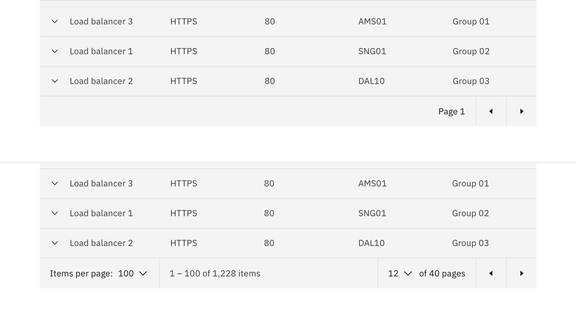 Load balancer 3 HTTPS 80 AMS01 Group 01
Load balancer 1 HTTPS 80 SNG01 Group 02
Load balancer 2 HTTPS 80 DAL10 Group 03
Page 1
Load balancer 3 HTTPS 80 AMS01 Group 01
Load balancer 1 HTTPS 80 SNG01 Group 02
Load balancer 2 HTTPS 80 DAL10 Group 03
Items per page: 100 1 – 100 of 1,228 items 12 of 40 pages